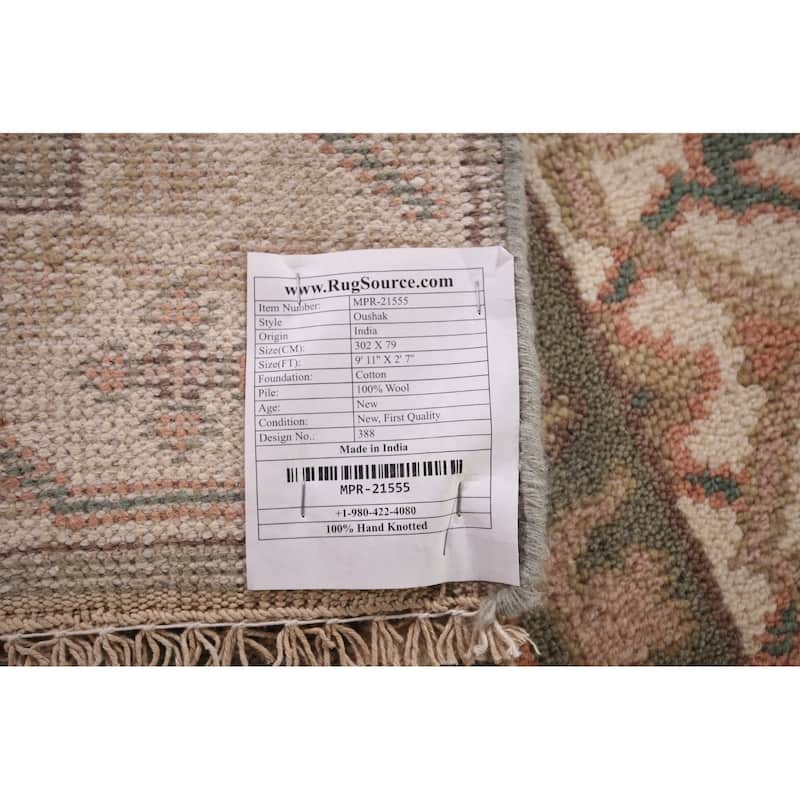 www.RugSource.com
Item Number: MPR-21555
Style Oushak
Origin India
Size(CM): 302 X 79
Size(FT): 9' 11" X 2' 7"
Foundation: Cotton
Pile: 100% Wool
Age: New
Condition: New, First Quality
Design No.: 388
Made in India
MPR-21555
+1-980-422-4080
100% Hand Knotted